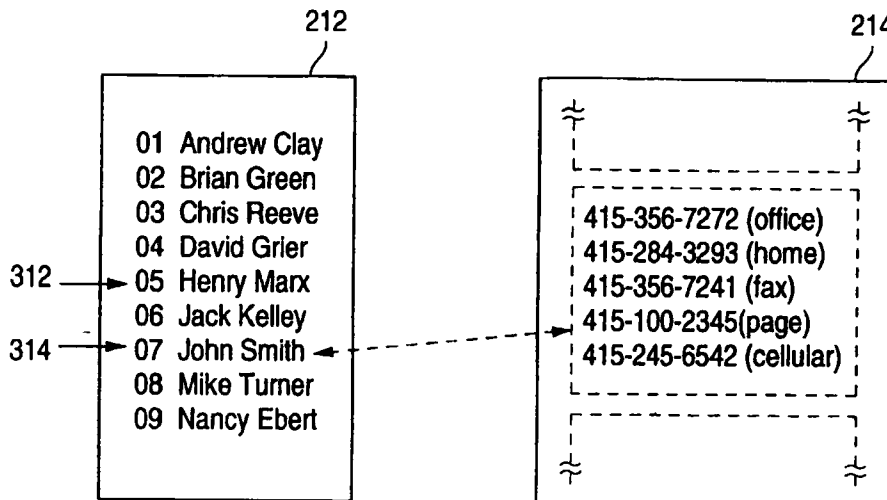 212
214
01 Andrew Clay
02 Brian Green
03 Chris Reeve
04 David Grier
312
05 Henry Marx
06 Jack Kelley
314
07 John Smith
08 Mike Turner
09 Nancy Ebert
415-356-7272 (office)
415-284-3293 (home)
415-356-7241 (fax)
415-100-2345(page)
415-245-6542 (cellular)